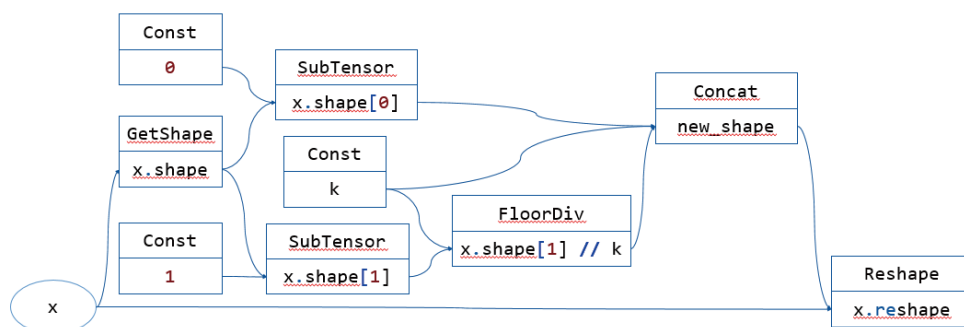 Const
0
SubTensor
x.shape[0]
GetShape
x.shape
Const
k
Const
1
SubTensor
x.shape[1]
FloorDiv
x.shape[1] // k
Concat
new_shape
x
Reshape
x.reshape